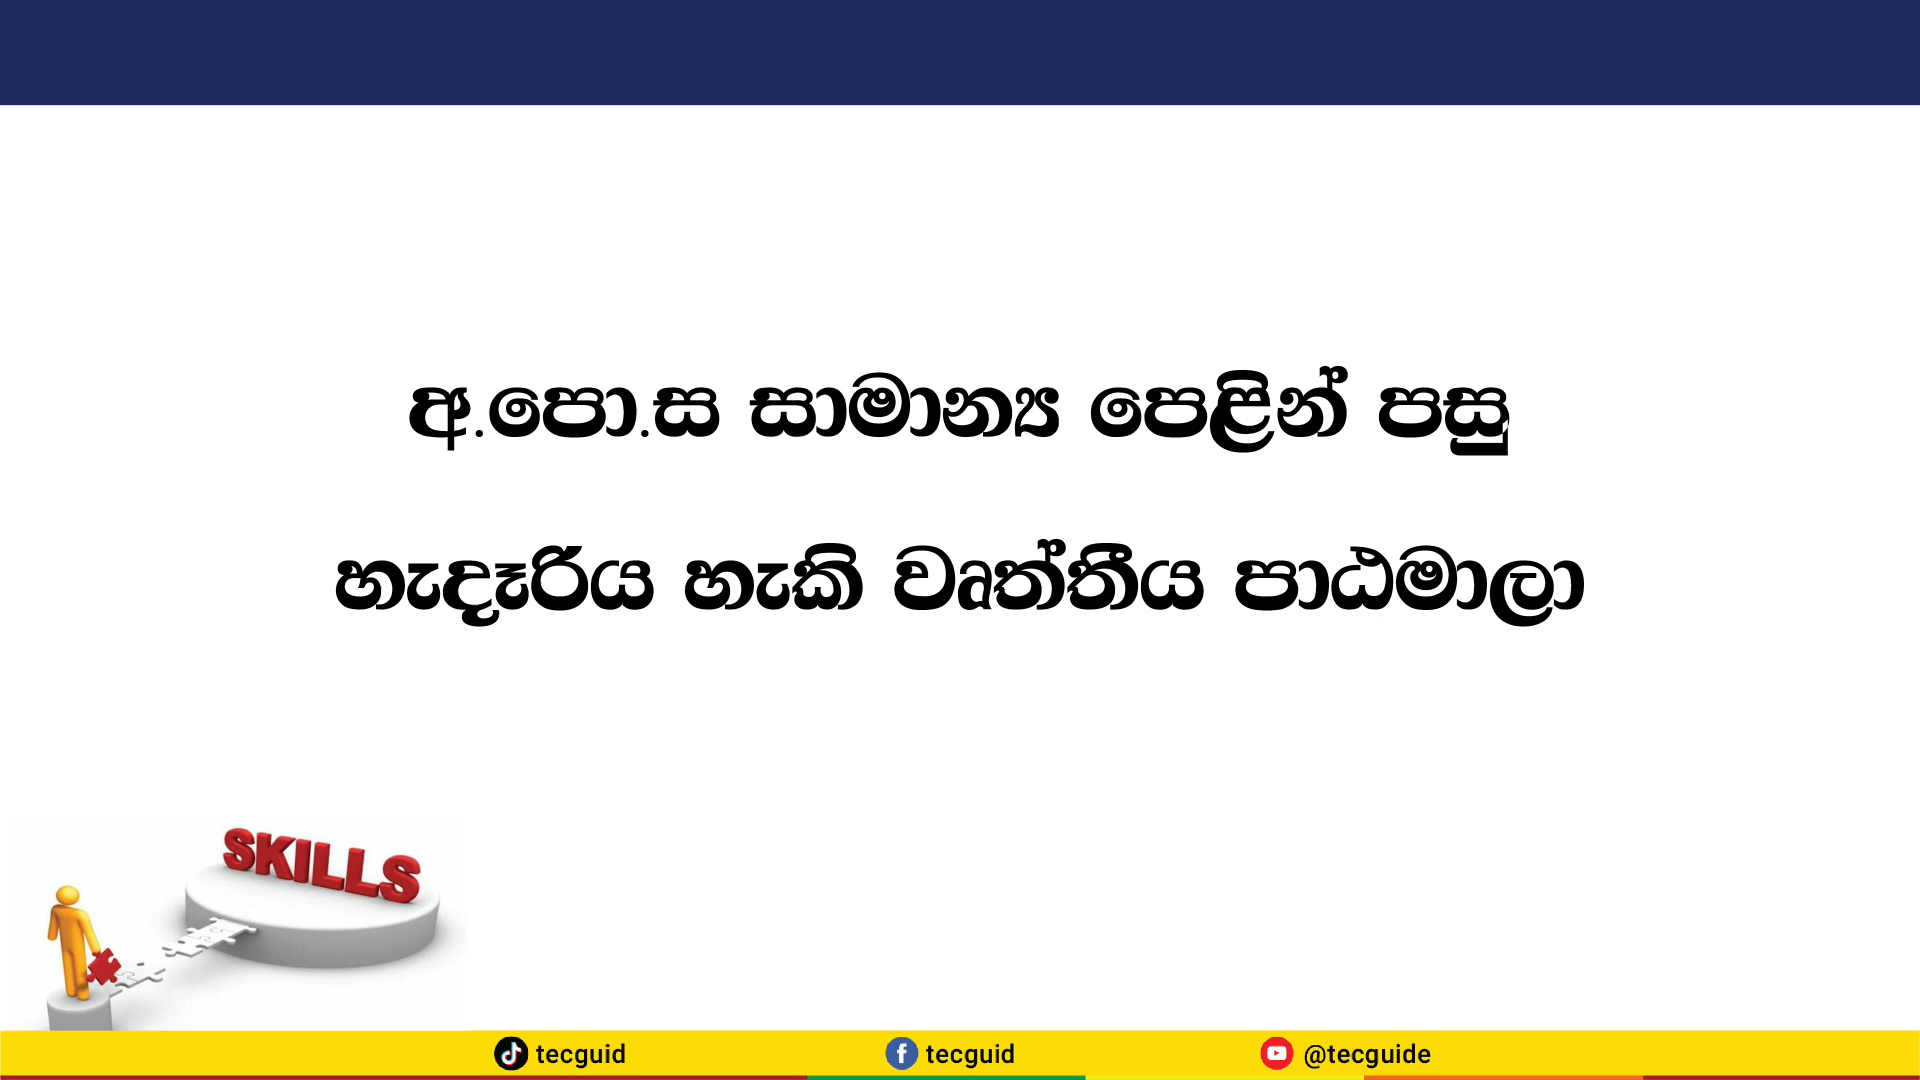 අ.පො.ස සාමාන්‍ය පෙළින් පසු
හැදෑරිය හැකි වෘත්තීය පාඨමාලා
SKILLS
tecguid
tecguid
@tecguide